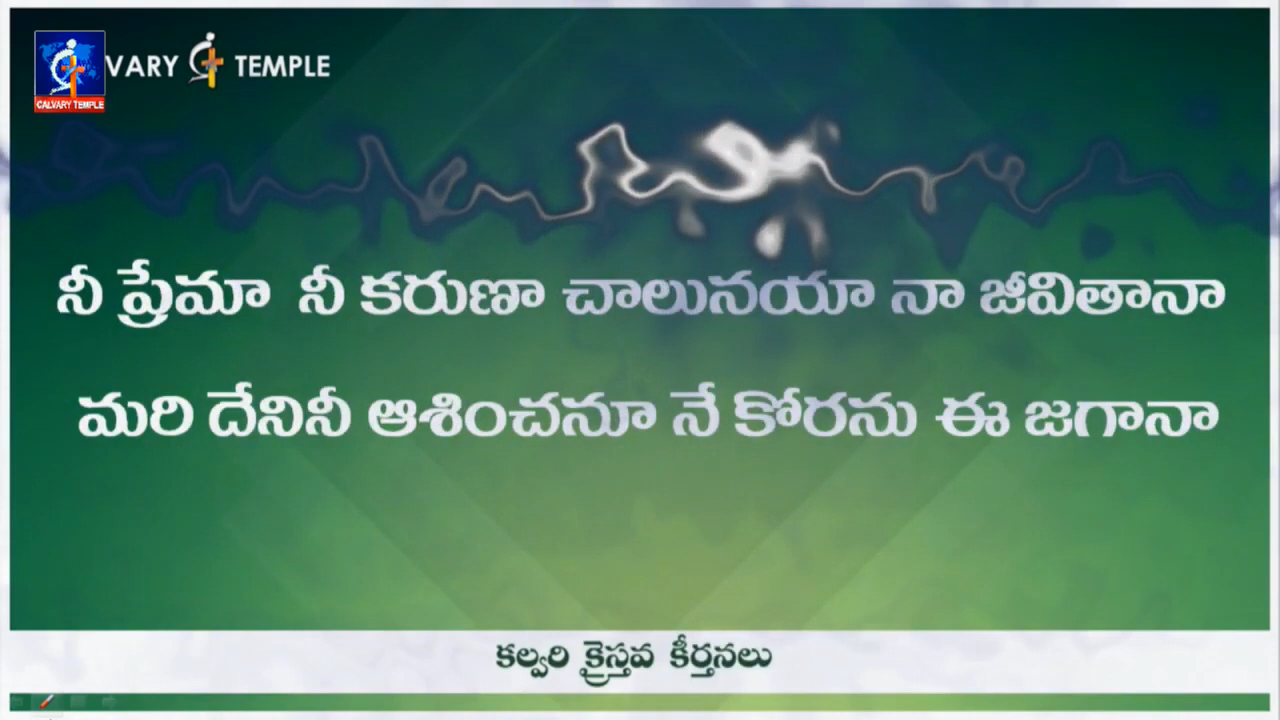 VARY TEMPLE
CALVARY TEMPLE
నీ ప్రేమా నీ కరుణా చాలునయా నా జీవితానా
మరి దేనినీ ఆశించనూ నే కోరను ఈ జగానా
కల్వరి క్రైస్తవ కీర్తనలు